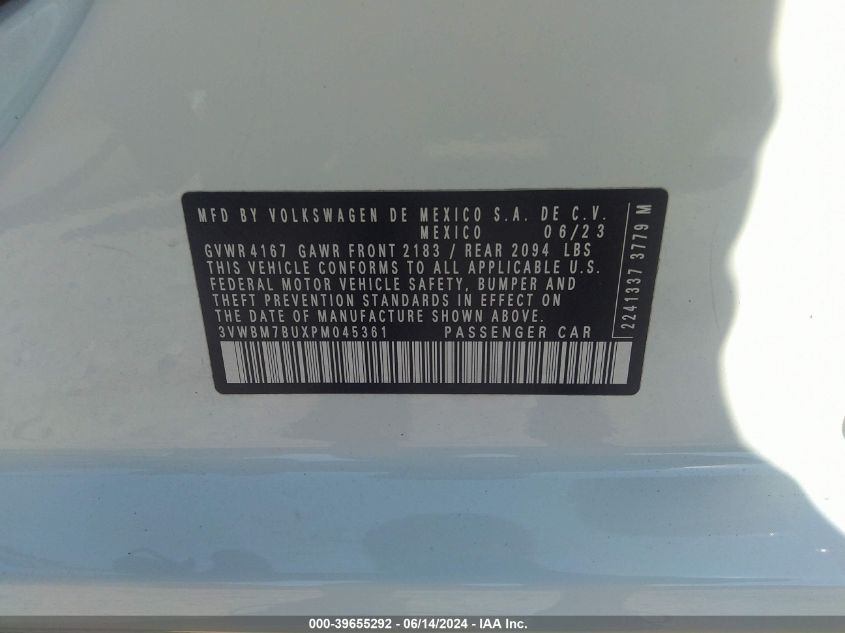 MFD BY VOLKSWAGEN DE MEXICO S.A. DE C.V.
MEXICO 06/23
GVWR 4167 GAWR FRONT 2183 / REAR 2094 LBS
THIS VEHICLE CONFORMS TO ALL APPLICABLE U.S.
FEDERAL MOTOR VEHICLE SAFETY, BUMPER AND
THEFT PREVENTION STANDARDS IN EFFECT ON
THE DATE OF MANUFACTURE SHOWN ABOVE.
3VWBM7BUXPM045361 PASSENGER CAR
2241337 3779 M
000-39655292 - 06/14/2024 - IAA Inc.